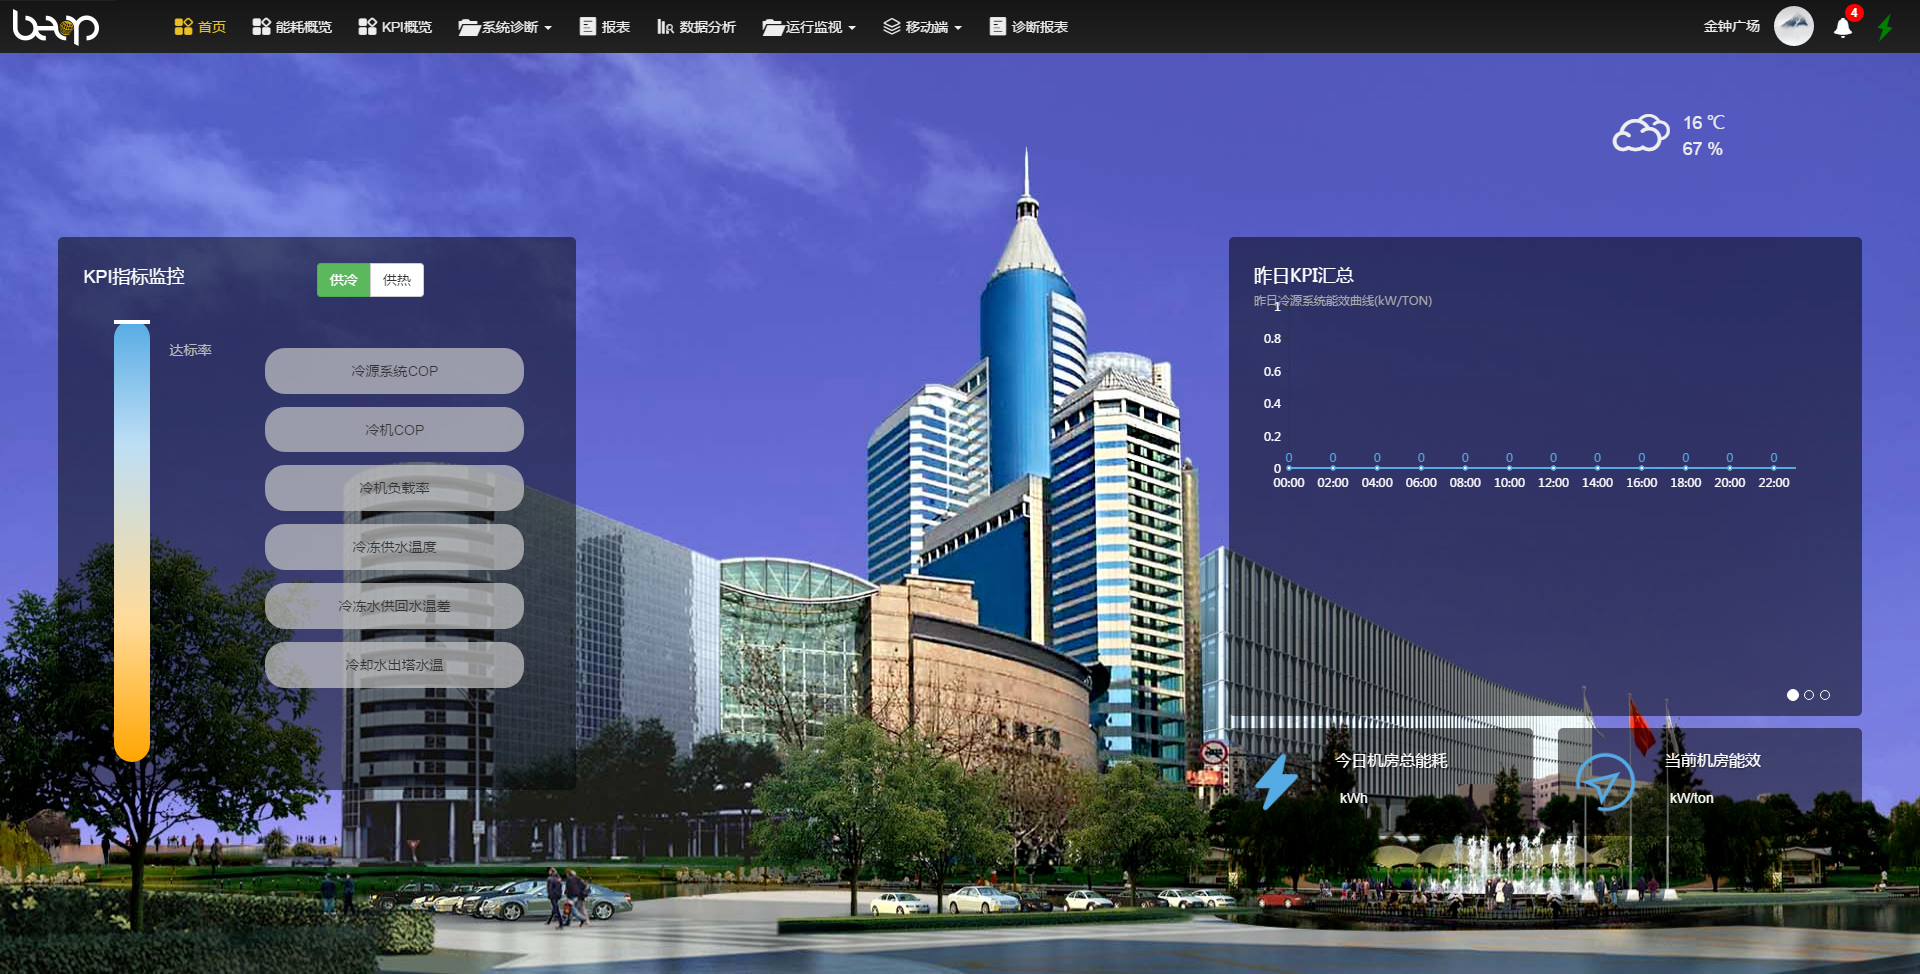 beop
首页
能耗概览
KPI概览
系统诊断
报表
数据分析
运行监视
移动端
诊断报表
金钟广场
4
16 ℃
67 %
KPI指标监控
供冷
供热
达标率
冷源系统COP
冷机COP
冷机负载率
冷冻供水温度
冷冻水供回水温差
冷却水出塔水温
昨日KPI汇总
昨日冷源系统能效曲线(kW/TON)
1
0.8
0.6
0.4
0.2
0
0 0 0 0 0 0 0 0 0 0 0 0
00:00 02:00 04:00 06:00 08:00 10:00 12:00 14:00 16:00 18:00 20:00 22:00
今日机房总能耗
kWh
当前机房能效
kW/ton